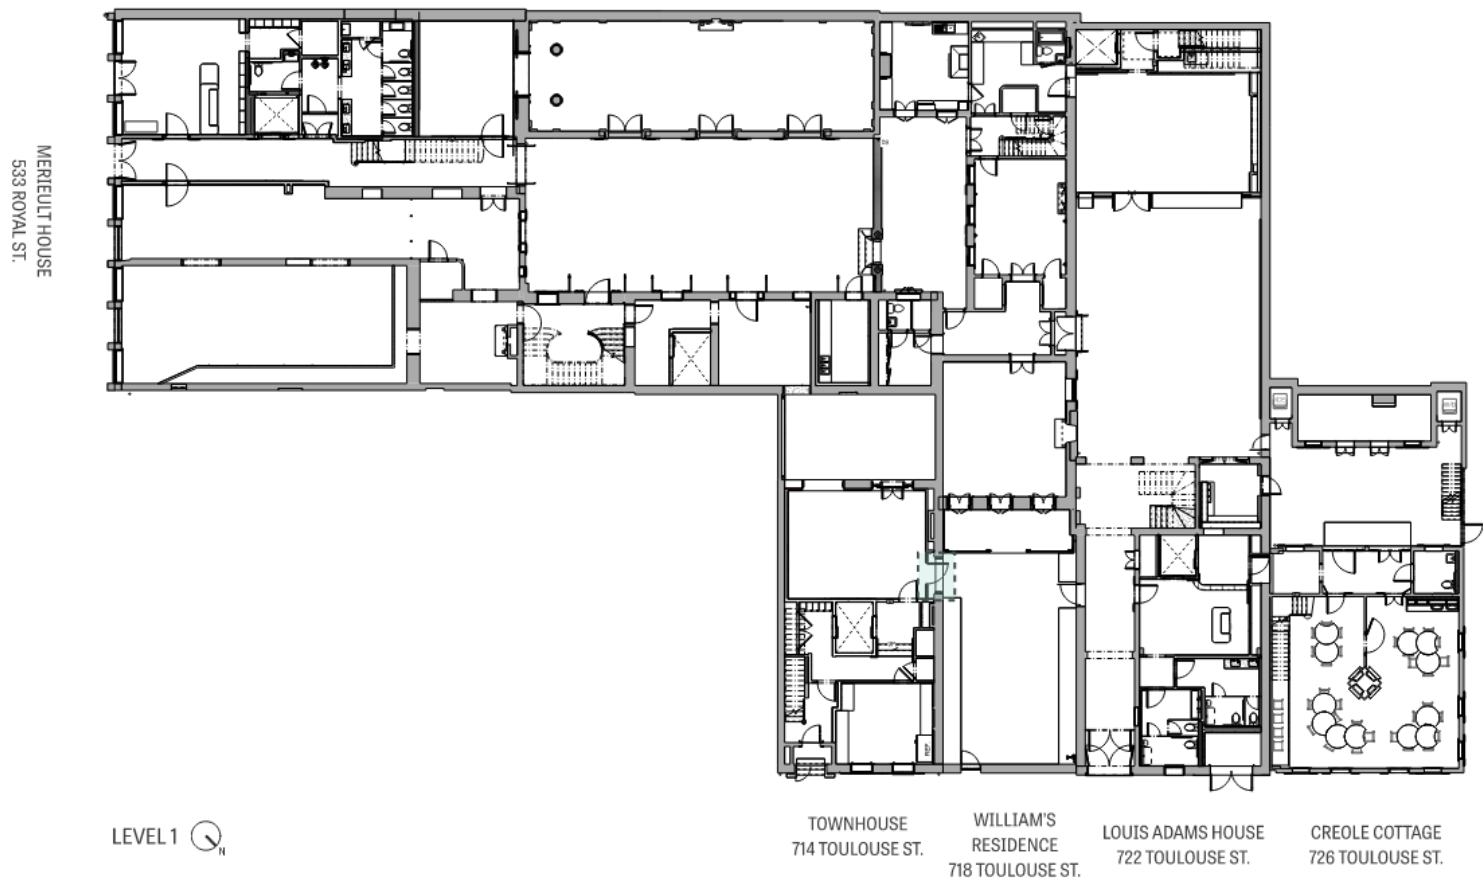 MERIEULT HOUSE
533 ROYAL ST.
REF
LEVEL 1
N
TOWNHOUSE
714 TOULOUSE ST.
WILLIAM'S
RESIDENCE
718 TOULOUSE ST.
LOUIS ADAMS HOUSE
722 TOULOUSE ST.
CREOLE COTTAGE
726 TOULOUSE ST.